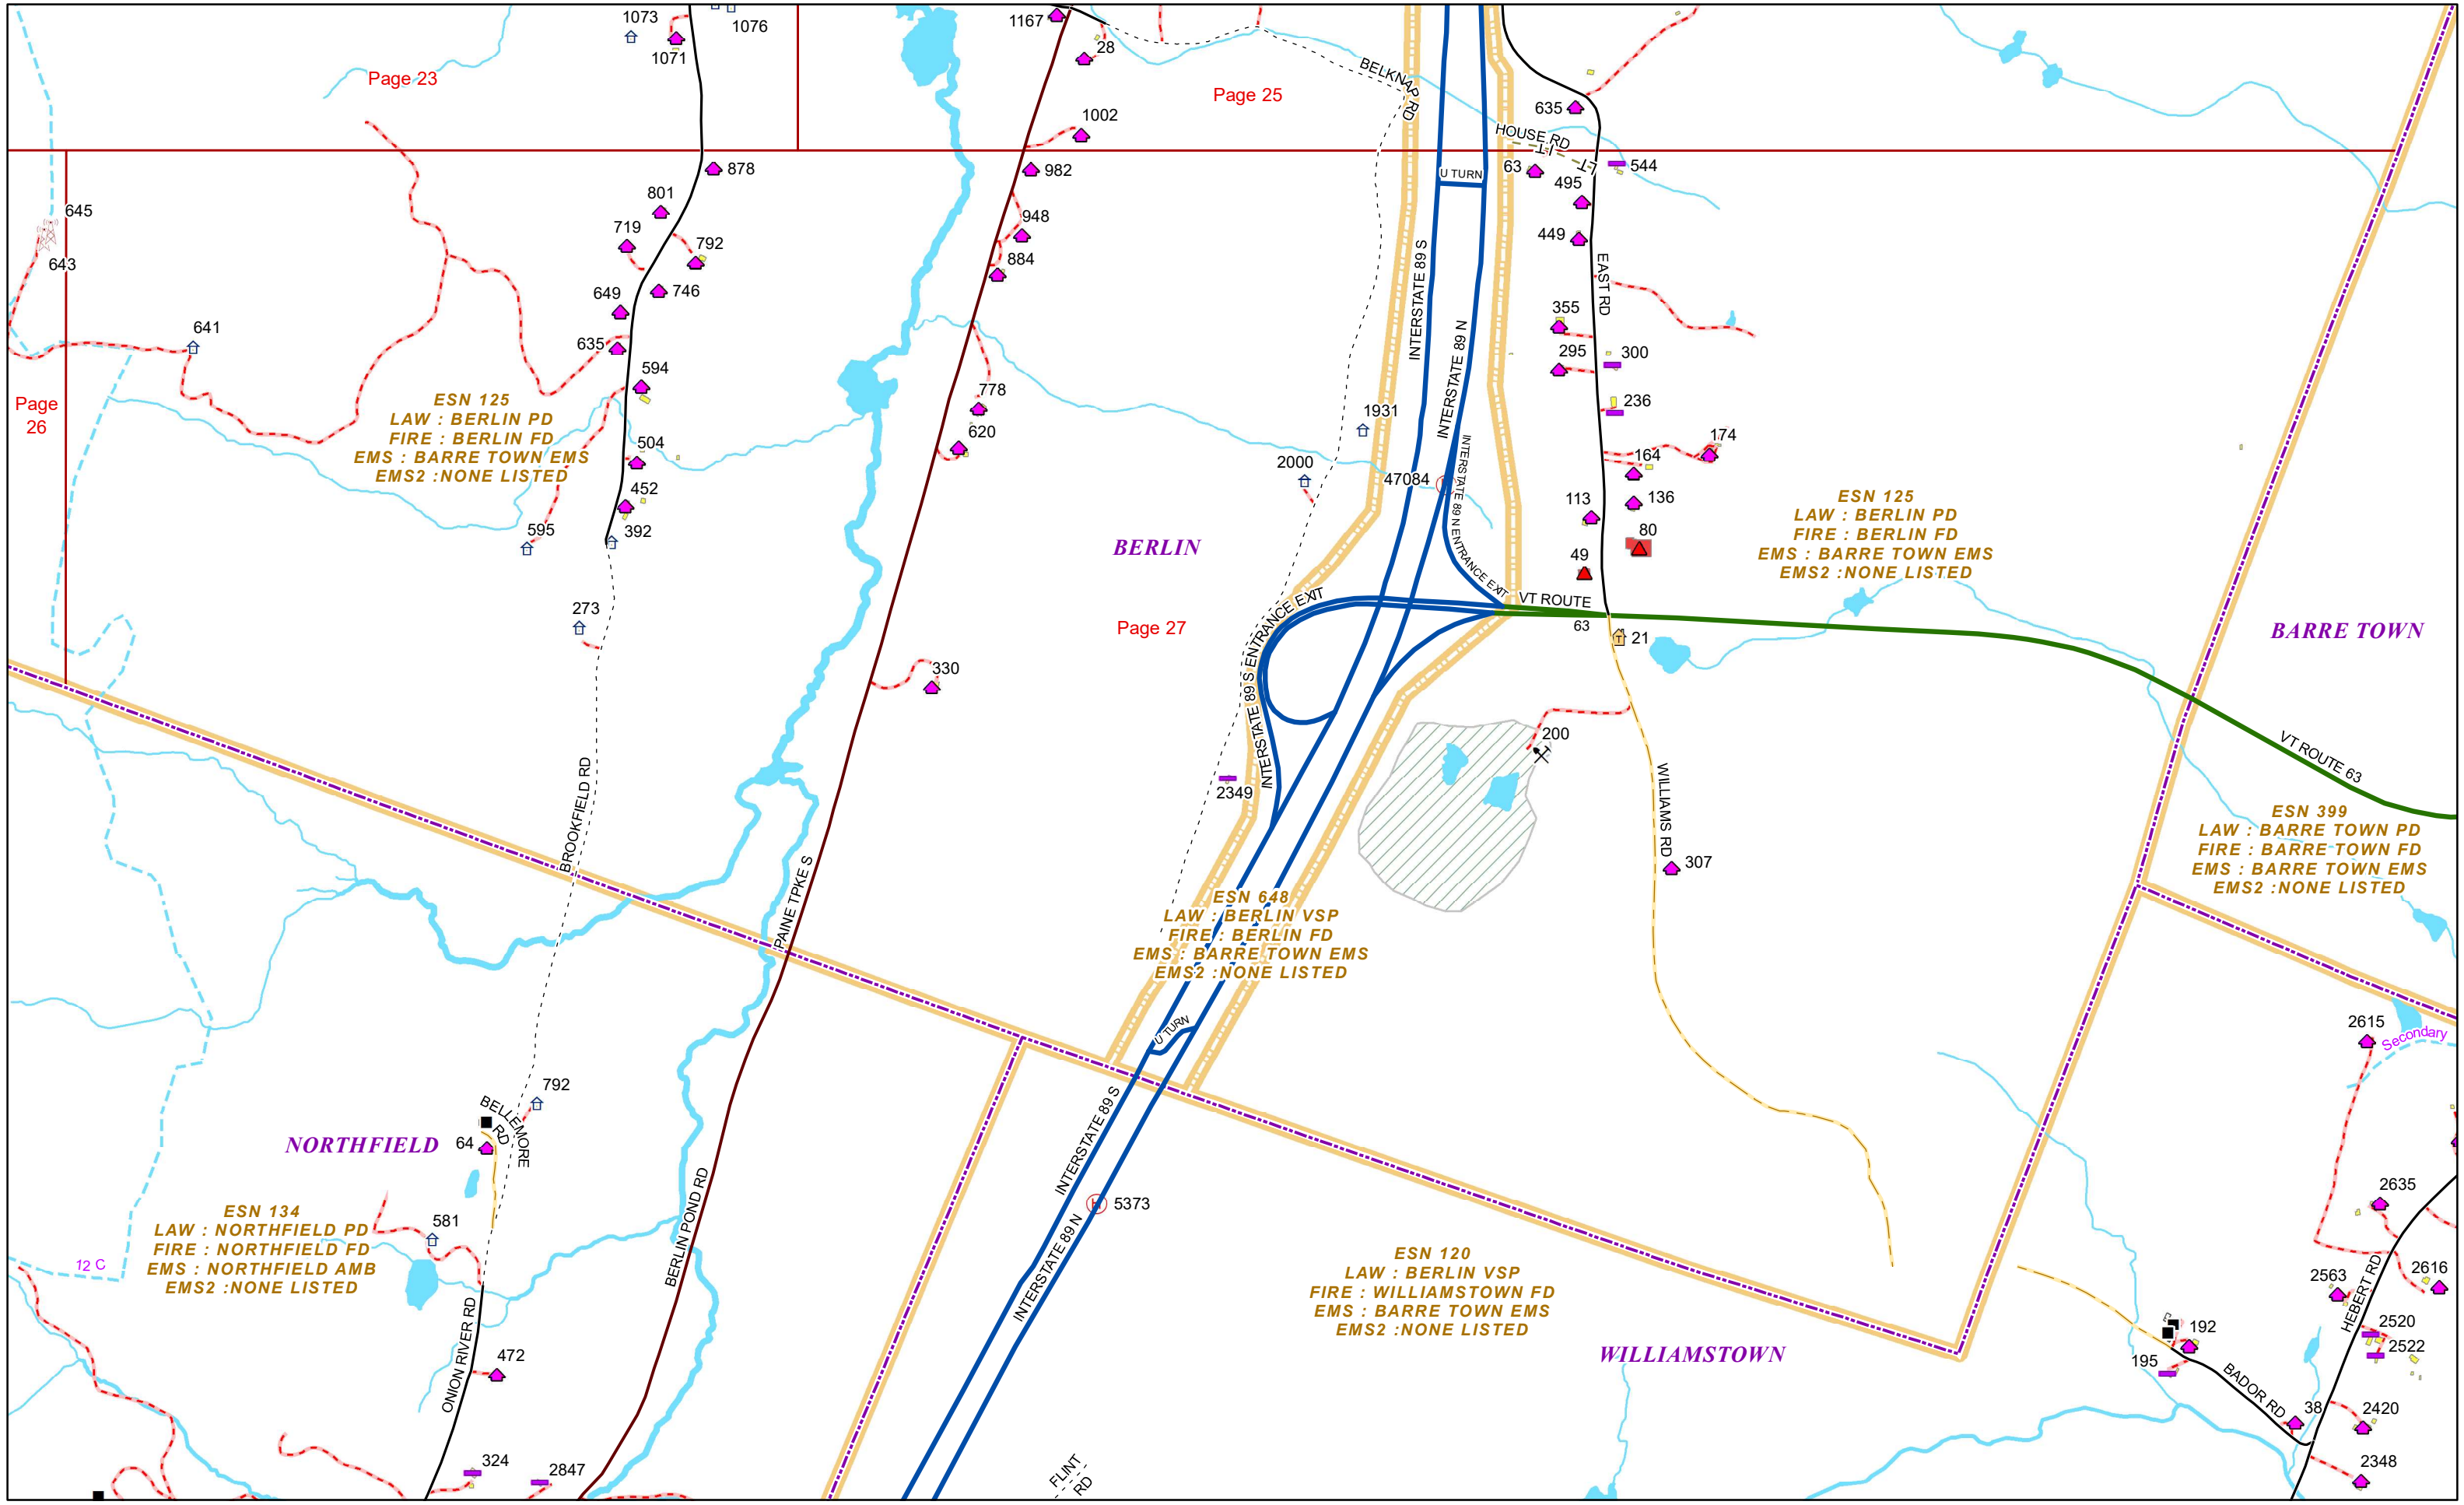 1073
1076
1071
1167
28
Page 23
Page 25
BELKNAP RD
1002
635
HOUSE RD
878
982
U TURN
63
544
495
801
645
719
948
449
792
643
884
INTERSTATE 89 S
EAST RD
649
746
355
641
635
INTERSTATE 89 N
295
300
594
778
Page
26
ESN 125
LAW : BERLIN PD
FIRE : BERLIN FD
EMS : BARRE TOWN EMS
EMS2 :NONE LISTED
1931
236
620
504
174
164
2000
47084
INTERSTATE 89 N ENTRANCE EXIT
452
136
113
ESN 125
LAW : BERLIN PD
FIRE : BERLIN FD
EMS : BARRE TOWN EMS
EMS2 :NONE LISTED
595
392
BERLIN
80
49
273
Page 27
INTERSTATE 89 S ENTRANCE EXIT
VT ROUTE
63
21
BARRE TOWN
330
200
VT ROUTE 63
2349
BROOKFIELD RD
WILLIAMS RD
307
ESN 399
LAW : BARRE TOWN PD
FIRE : BARRE TOWN FD
EMS : BARRE TOWN EMS
EMS2 :NONE LISTED
PAINE TPKE S
ESN 648
LAW : BERLIN VSP
FIRE : BERLIN FD
EMS : BARRE TOWN EMS
EMS2 :NONE LISTED
U TURN
2615
Secondary
792
BELLEMORE
RD
64
NORTHFIELD
INTERSTATE 89 S
5373
2635
ESN 134
LAW : NORTHFIELD PD
FIRE : NORTHFIELD FD
EMS : NORTHFIELD AMB
EMS2 :NONE LISTED
581
BERLIN POND RD
INTERSTATE 89 N
12 C
ESN 120
LAW : BERLIN VSP
FIRE : WILLIAMSTOWN FD
EMS : BARRE TOWN EMS
EMS2 :NONE LISTED
2563
2616
HEBERT RD
WILLIAMSTOWN
192
2520
2522
195
ONION RIVER RD
472
BADOR RD
38
2420
324
2847
FLINT
RD
2348